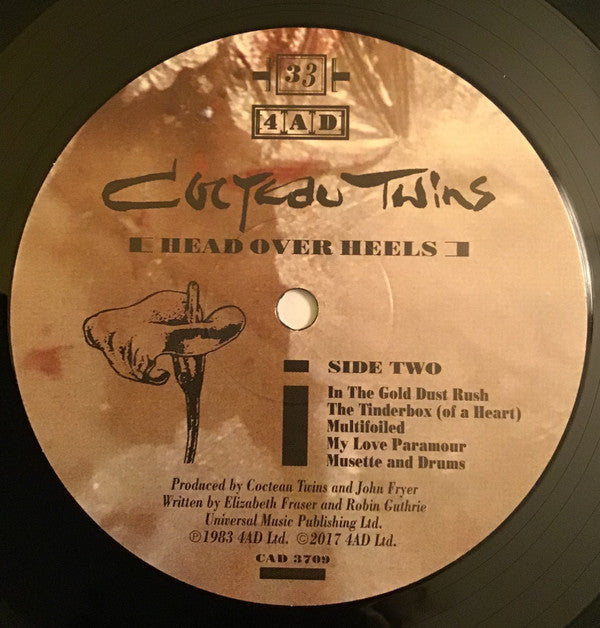 33
4AD
Cocteau Twins
HEAD OVER HEELS
SIDE TWO
In The Gold Dust Rush
The Tinderbox (of a Heart)
Multifoiled
My Love Paramour
Musette and Drums
Produced by Cocteau Twins and John Fryer
Written by Elizabeth Fraser and Robin Guthrie
Universal Music Publishing Ltd.
℗1983 4AD Ltd. ©2017 4AD Ltd.
CAD 3709